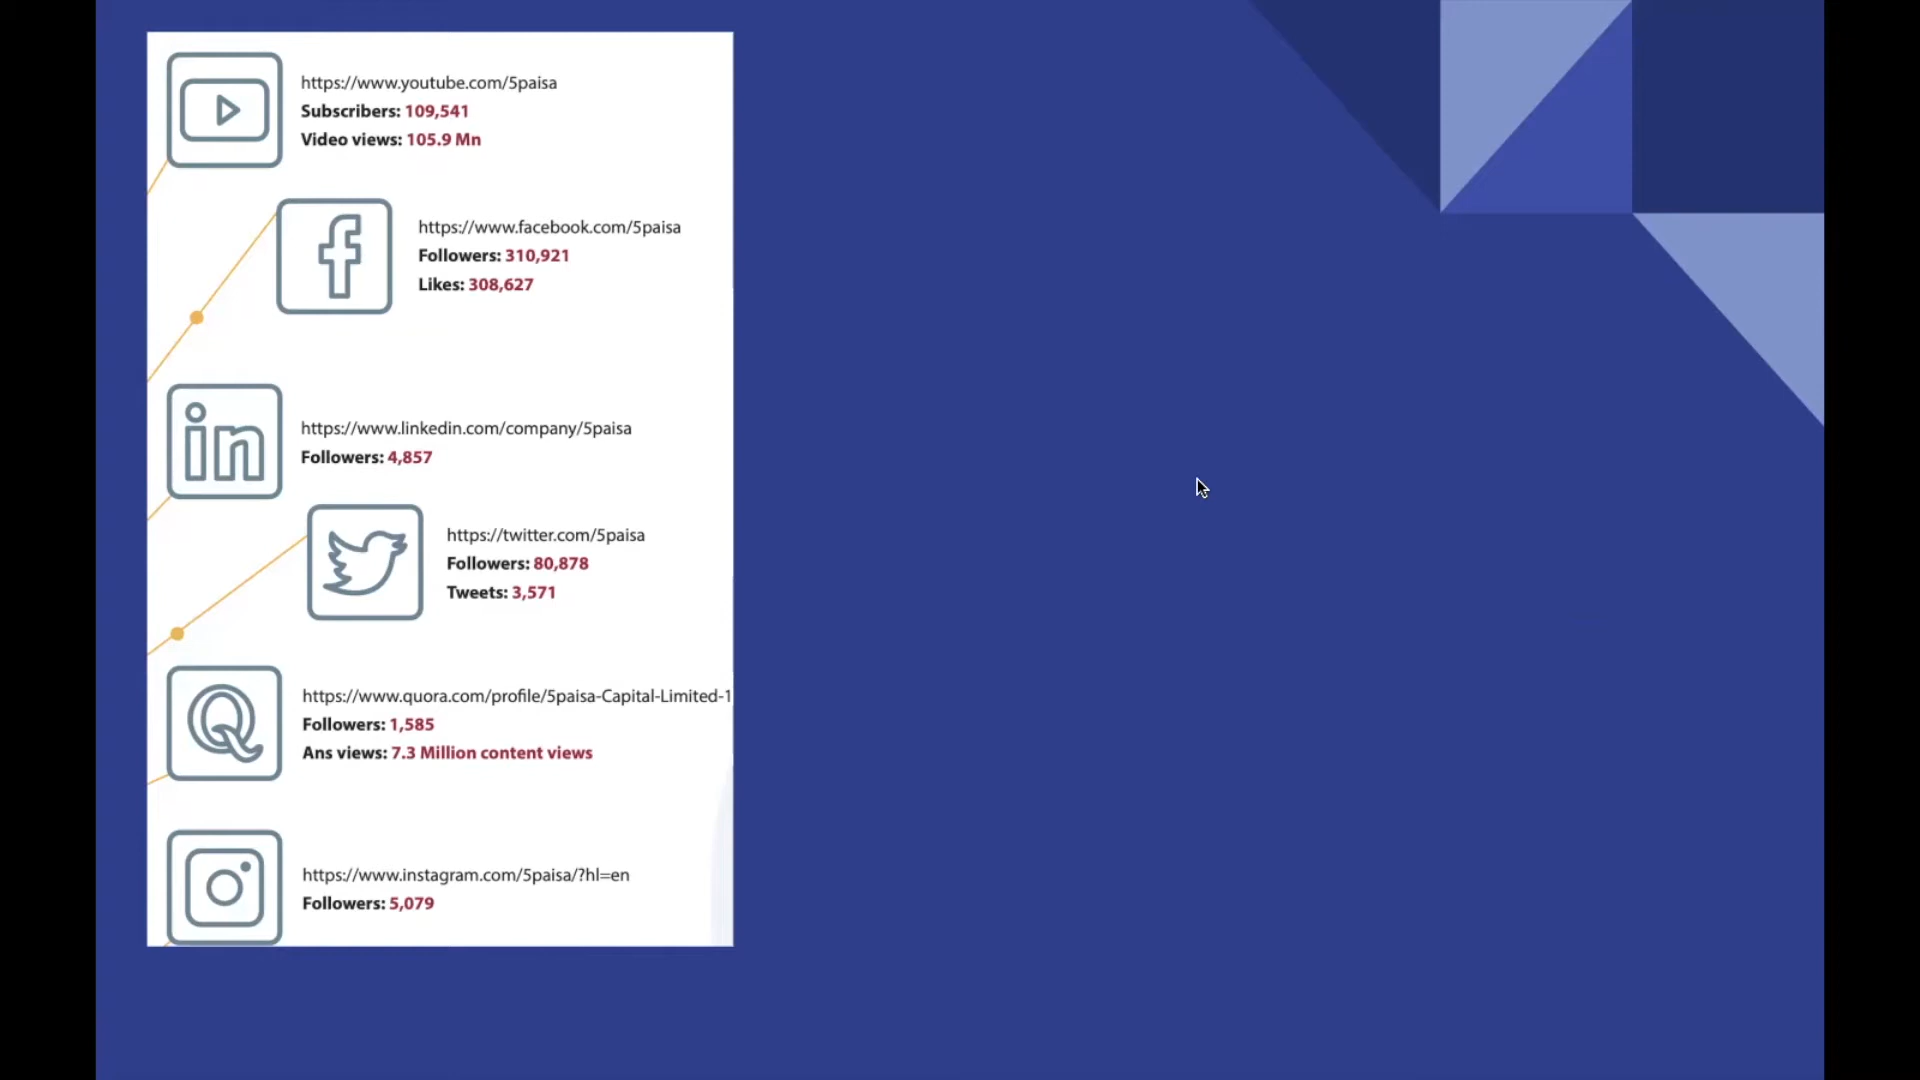 https://www.youtube.com/5paisa
Subscribers: 109,541
Video views: 105.9 Mn
https://www.facebook.com/5paisa
Followers: 310,921
Likes: 308,627
https://www.linkedin.com/company/5paisa
Followers: 4,857
https://twitter.com/5paisa
Followers: 80,878
Tweets: 3,571
https://www.quora.com/profile/5paisa-Capital-Limited-1
Followers: 1,585
Ans views: 7.3 Million content views
https://www.instagram.com/5paisa/?hl=en
Followers: 5,079